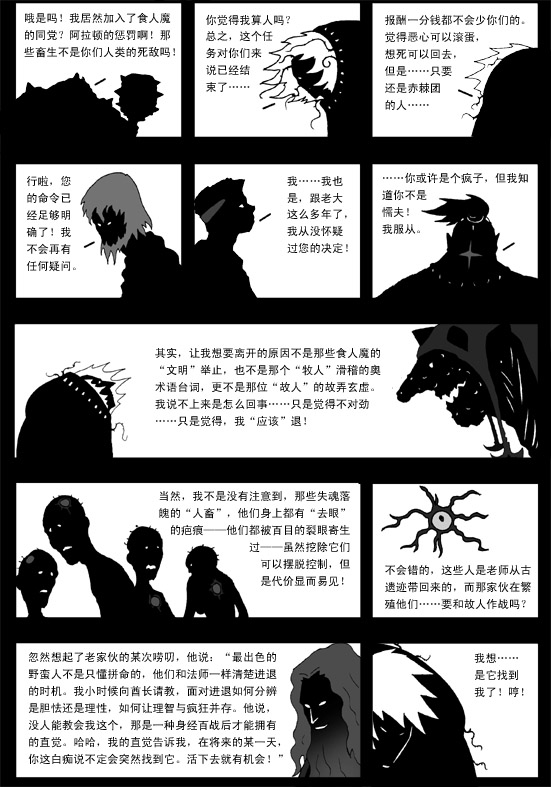 哦是吗！我居然加入了食人魔
的同党？阿拉顿的惩罚啊！那
些畜生不是你们人类的死敌吗！
你觉得我算人吗？
总之，这个任
务对你们来
说已经结
束了……
报酬一分钱都不会少你们的。
觉得恶心可以滚蛋，
想死可以回去，
但是……只要
还是赤棘团
的人……
行啦，您
的命令已
经足够明
确了！我
不会再有
任何疑问。
我……我也
是，跟老大
这么多年了，
我从没怀疑
过您的决定！
……你或许是个疯子，但我知
道你不是
懦夫！
我服从。
其实，让我想要离开的原因不是那些食人魔的
“文明”举止，也不是那个“牧人”滑稽的奥
术语台词，更不是那位“故人”的故弄玄虚。
我说不上来是怎么回事……只是觉得不对劲
……只是觉得，我“应该”退！
当然，我不是没有注意到，那些失魂落
魄的“人畜”，他们身上都有“去眼”
的疤痕——他们都被百目的裂眼寄生
过——虽然挖除它们
可以摆脱控制，但
是代价显而易见！
不会错的，这些人是老师从古
遗迹带回来的，而那家伙在繁
殖他们……要和故人作战吗？
忽然想起了老家伙的某次唠叨，他说：“最出色的
野蛮人不是只懂拼命的，他们和法师一样清楚进退
的时机。我小时候向酋长请教，面对进退如何分辨
是胆怯还是理性，如何让理智与疯狂并存。他说，
没人能教会我这个，那是一种身经百战后才能拥有
的直觉。哈哈，我的直觉告诉我，在将来的某一天，
你这白痴说不定会突然找到它。活下去就有机会！”
我想……
是它找到
我了！哼！